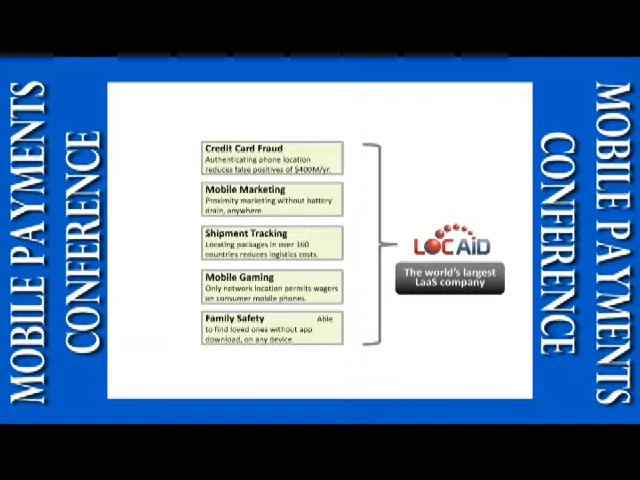 MOBILE PAYMENTS
CONFERENCE
Credit Card Fraud
Authenticating phone location
reduces false positives of $400M/yr.
Mobile Marketing
Proximity marketing without battery
drain, anywhere
Shipment Tracking
Locating packages in over 160
countries reduces logistics costs.
Mobile Gaming
Only network location permits wagers
on consumer mobile phones.
Family Safety Able
to find loved ones without app
download, on any device
LOCAiD
The world's largest
LaaS company
MOBILE PAYMENTS
CONFERENCE